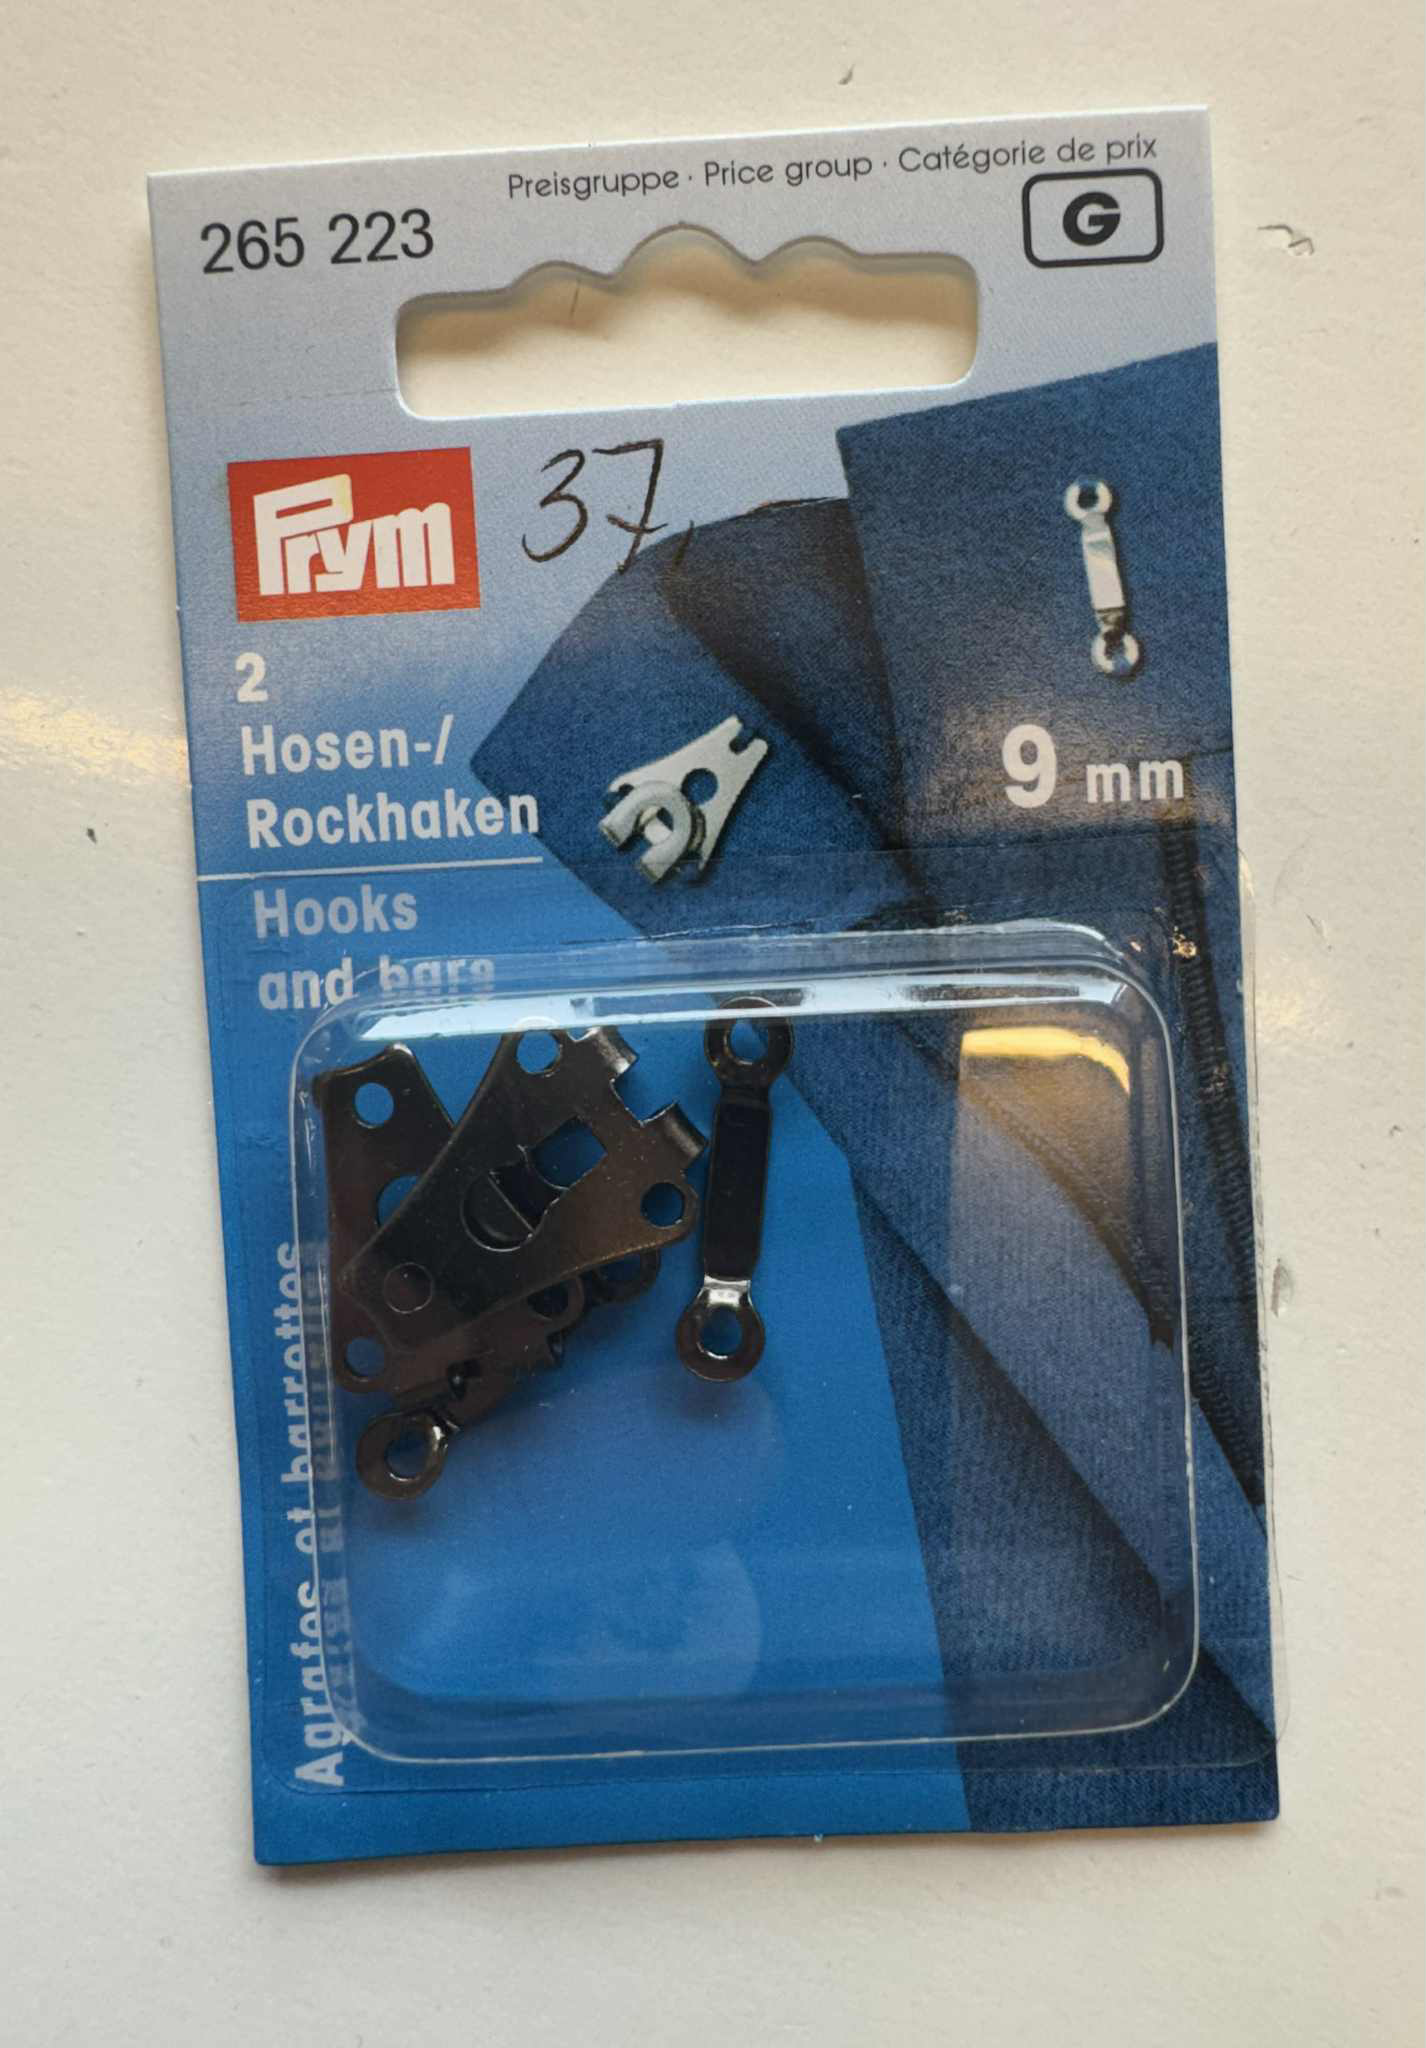 Preisgruppe · Price group · Catégorie de prix
265 223
G
Prym
37,-
2
Hosen-/
Rockhaken
9 mm
Hooks
and bars
Agrafes et barrettes